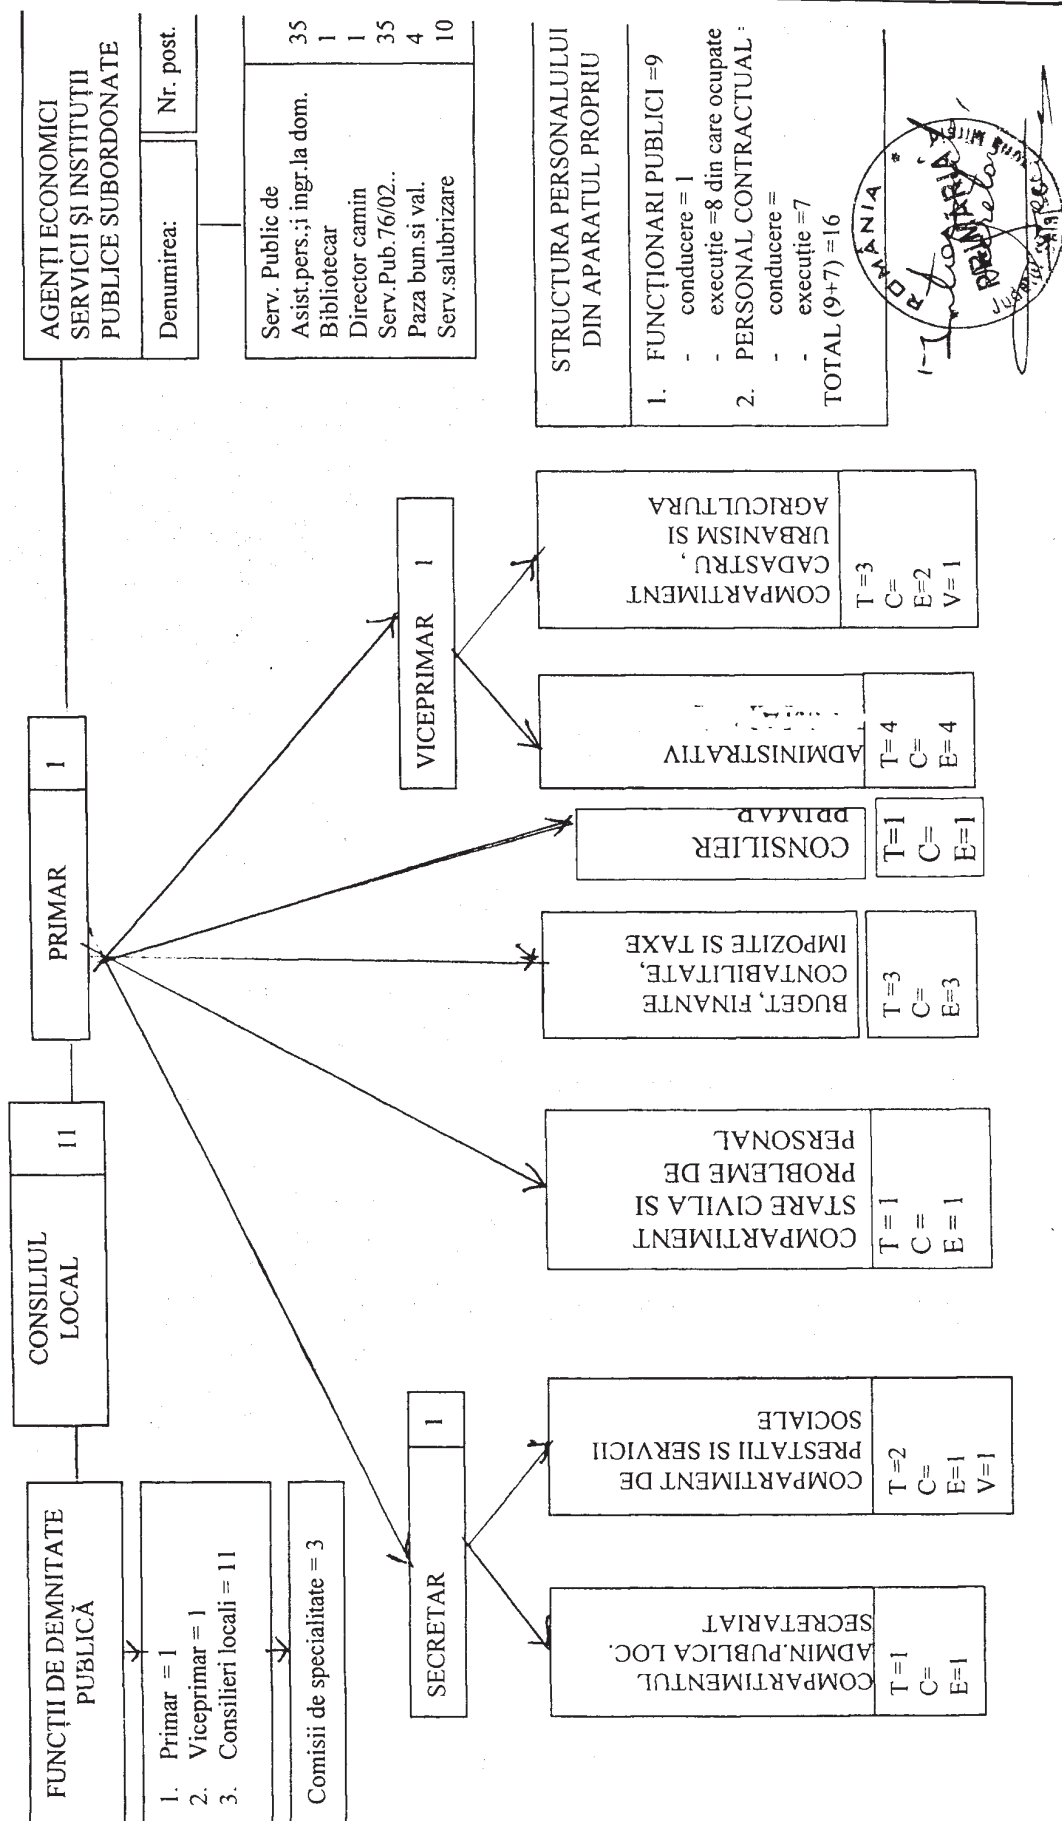 FUNCȚII DE DEMNITATE
PUBLICĂ
1. Primar = 1
2. Viceprimar = 1
3. Consilieri locali = 11
Comisii de specialitate = 3
CONSILIUL
LOCAL
11
PRIMAR
1
AGENȚI ECONOMICI
SERVICII ȘI INSTITUȚII
PUBLICE SUBORDONATE
Denumirea:
Nr. post.
Serv. Public de
Asist.pers.;i ingr.la dom. 35
Bibliotecar 1
Director camin 1
Serv.Pub.76/02.. 35
Paza bun.si val. 4
Serv.salubrizare 10
SECRETAR
1
VICEPRIMAR 1
COMPARTIMENTUL
ADMIN.PUBLICA LOC.
SECRETARIAT
T=1
C=
E=1
COMPARTIMENT DE
PRESTATII SI SERVICII
SOCIALE
T=2
C=
E=1
V=1
COMPARTIMENT
STARE CIVILA SI
PROBLEME DE
PERSONAL
T= 1
C=
E= 1
BUGET, FINANTE
CONTABILITATE,
IMPOZITE SI TAXE
T=3
C=
E=3
CONSILIER
PRIMAR
T=1
C=
E=1
ADMINISTRATIV
T= 4
C=
E= 4
COMPARTIMENT
CADASTRU ,
URBANISM SI
AGRICULTURA
T=3
C=
E=2
V= 1
STRUCTURA PERSONALULUI
DIN APARATUL PROPRIU
1. FUNCȚIONARI PUBLICI =9
- conducere = 1
- execuție =8 din care ocupate
2. PERSONAL CONTRACTUAL =
- conducere =
- execuție =7
TOTAL (9+7) =16
ROMÂNIA
PRIMARIA